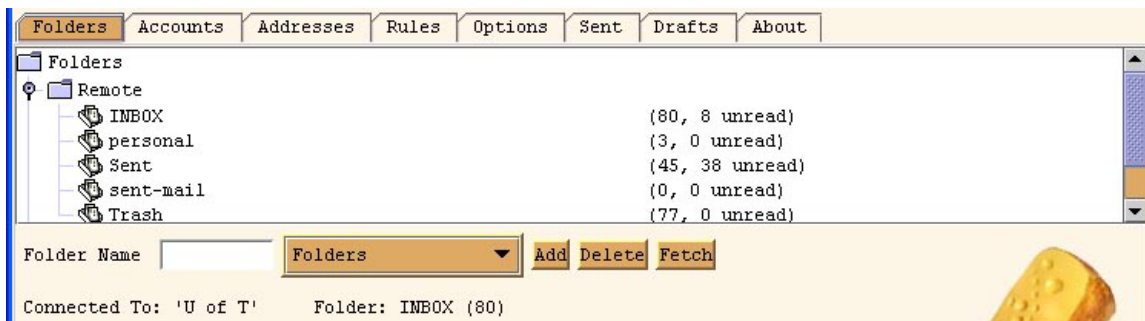 Folders Accounts Addresses Rules Options Sent Drafts About
Folders
Remote
INBOX (80, 8 unread)
personal (3, 0 unread)
Sent (45, 38 unread)
sent-mail (0, 0 unread)
Trash (77, 0 unread)
Folder Name Folders Add Delete Fetch
Connected To: 'U of T' Folder: INBOX (80)